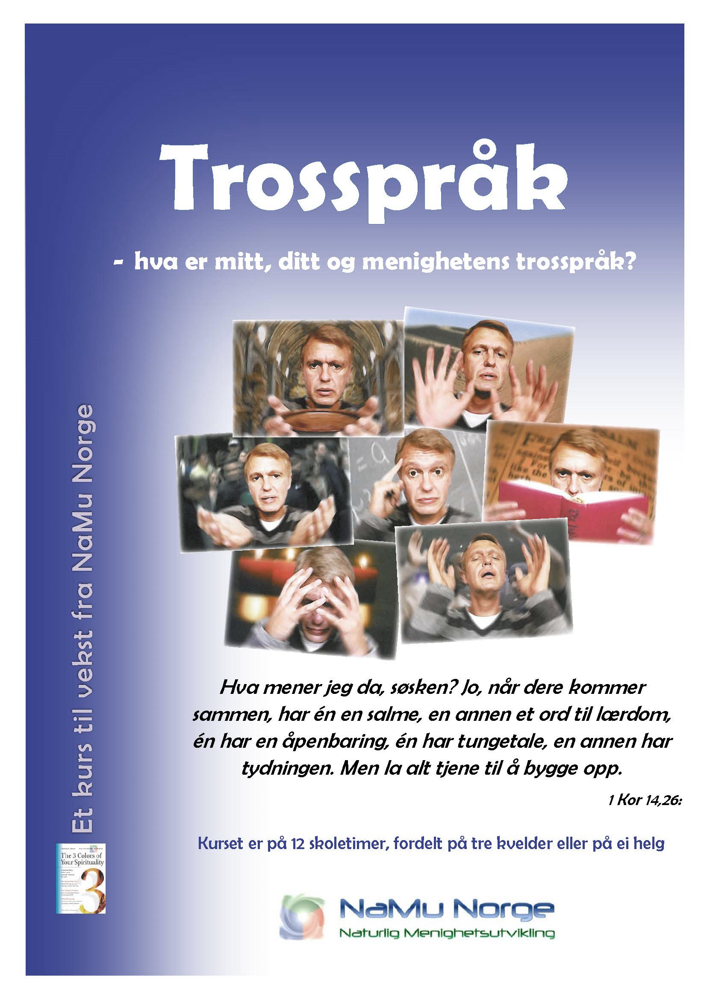 Trosspråk
- hva er mitt, ditt og menighetens trosspråk?
Et kurs til vekst fra NaMu Norge
Hva mener jeg da, søsken? Jo, når dere kommer
sammen, har én en salme, en annen et ord til lærdom,
én har en åpenbaring, én har tungetale, en annen har
tydningen. Men la alt tjene til å bygge opp.
1 Kor 14,26:
Kurset er på 12 skoletimer, fordelt på tre kvelder eller på ei helg
The 3 Colors of
Your Spirituality
3
NaMu Norge
Naturlig Menighetsutvikling